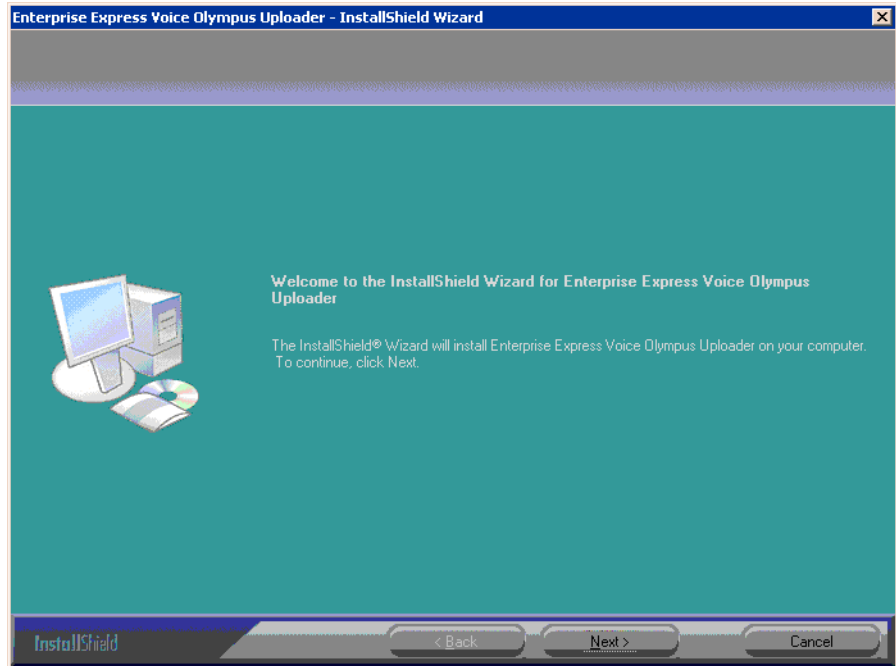 Enterprise Express Voice Olympus Uploader - InstallShield Wizard
Welcome to the InstallShield Wizard for Enterprise Express Voice Olympus
Uploader
The InstallShield® Wizard will install Enterprise Express Voice Olympus Uploader on your computer.
To continue, click Next.
InstallShield
< Back
Next >
Cancel